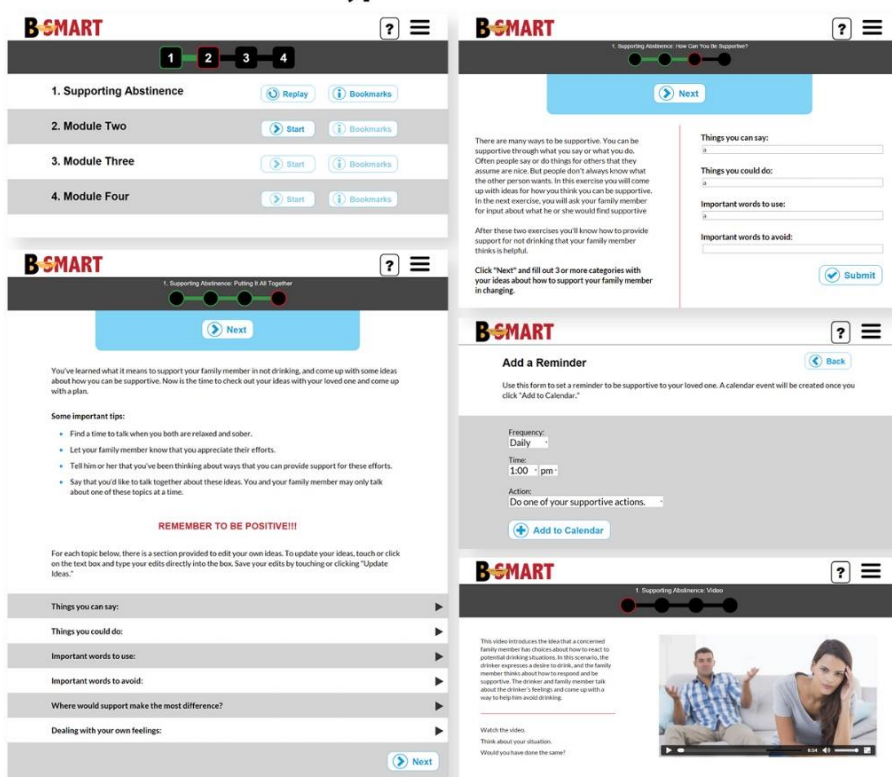 B SMART
?
1 2 3 4
1. Supporting Abstinence
Replay
Bookmarks
2. Module Two
Start
Bookmarks
3. Module Three
Start
Bookmarks
4. Module Four
Start
Bookmarks
B SMART
?
1. Supporting Abstinence: Putting It All Together
Next
You've learned what it means to support your family member in not drinking, and come up with some ideas
about how you can be supportive. Now is the time to check out your ideas with your loved one and come up
with a plan.
Some important tips:
• Find a time to talk when you both are relaxed and sober.
• Let your family member know that you appreciate their efforts.
• Tell him or her that you've been thinking about ways that you can provide support for these efforts.
• Say that you'd like to talk together about these ideas. You and your family member may only talk
about one of these topics at a time.
REMEMBER TO BE POSITIVE!!!
For each topic below, there is a section provided to edit your own ideas. To update your ideas, touch or click
on the text box and type your edits directly into the box. Save your edits by touching or clicking "Update
Ideas."
Things you can say:
Things you could do:
Important words to use:
Important words to avoid:
Where would support make the most difference?
Dealing with your own feelings:
Next
B SMART
?
1. Supporting Abstinence: How Can You Be Supportive?
Next
There are many ways to be supportive. You can be
supportive through what you say or what you do.
Often people say or do things for others that they
assume are nice. But people don't always know what
the other person wants. In this exercise you will come
up with ideas for how you think you can be supportive.
In the next exercise, you will ask your family member
for input about what he or she would find supportive
After these two exercises you'll know how to provide
support for not drinking that your family member
thinks is helpful.
Click "Next" and fill out 3 or more categories with
your ideas about how to support your family member
in changing.
Things you can say:
a
Things you could do:
a
Important words to use:
a
Important words to avoid:
Submit
B SMART
?
Add a Reminder
Back
Use this form to set a reminder to be supportive to your loved one. A calendar event will be created once you
click "Add to Calendar."
Frequency:
Daily
Time:
1:00 pm
Action:
Do one of your supportive actions.
Add to Calendar
B SMART
?
1. Supporting Abstinence: Video
This video introduces the idea that a concerned
family member has choices about how to react to
potential drinking situations. In this scenario, the
drinker expresses a desire to drink, and the family
member thinks about how to respond and be
supportive. The drinker and family member talk
about the drinker's feelings and come up with a
way to help him avoid drinking.
Watch the video.
Think about your situation.
Would you have done the same?
8:54